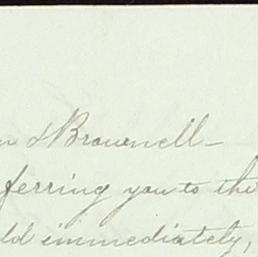 n & Brownell-
ferring you to the
ld immediately,